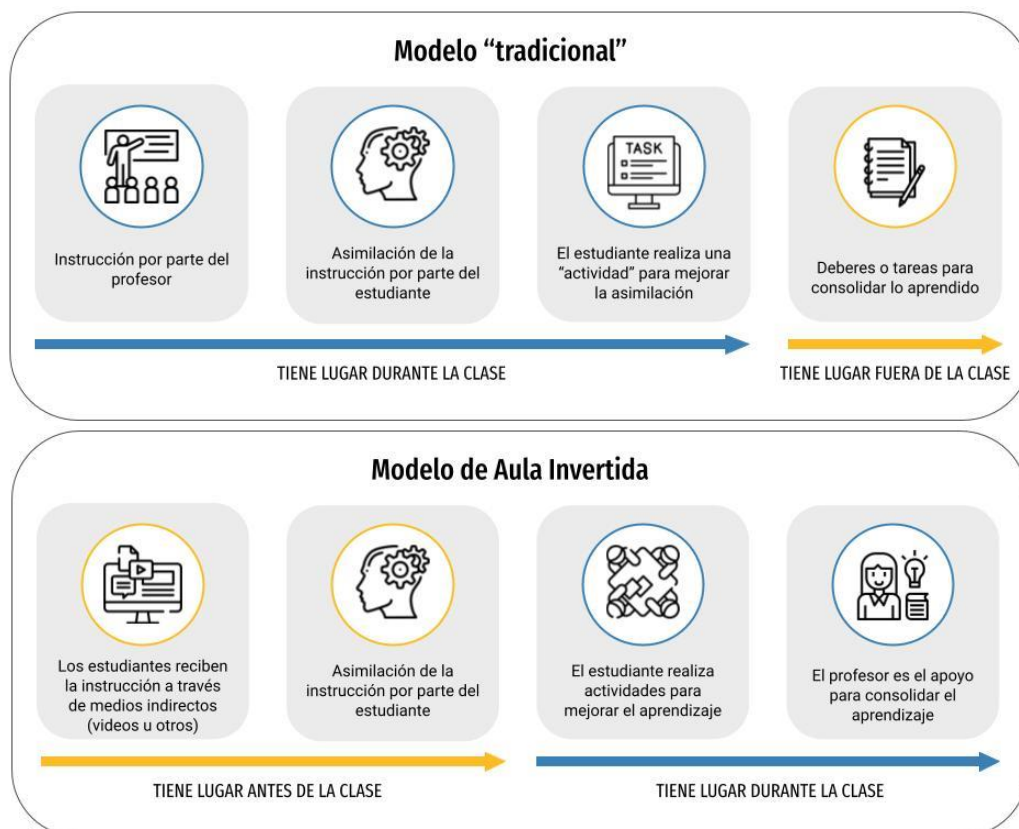 Modelo “tradicional”
TASK
Instrucción por parte del
profesor
Asimilación de la
instrucción por parte del
estudiante
El estudiante realiza una
“actividad” para mejorar
la asimilación
Deberes o tareas para
consolidar lo aprendido
TIENE LUGAR DURANTE LA CLASE
TIENE LUGAR FUERA DE LA CLASE
Modelo de Aula Invertida
Los estudiantes reciben
la instrucción a través
de medios indirectos
(videos u otros)
Asimilación de la
instrucción por parte del
estudiante
El estudiante realiza
actividades para
mejorar el aprendizaje
El profesor es el apoyo
para consolidar el
aprendizaje
TIENE LUGAR ANTES DE LA CLASE
TIENE LUGAR DURANTE LA CLASE